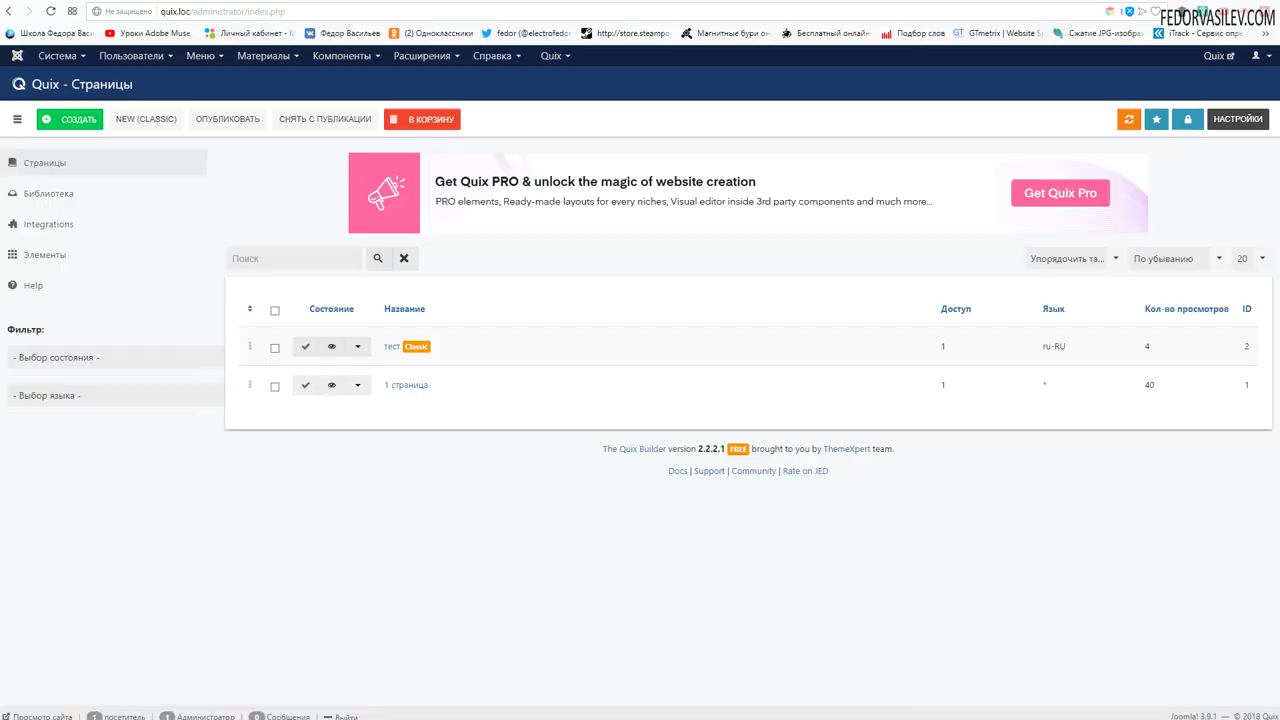 Не защищено quix.loc/administrator/index.php
FEDORVASILEV.COM
Школа Федора Васи Уроки Adobe Muse Личный кабинет - М Федор Васильев (2) Одноклассники fedor (@electrofedor http://store.steampo Магнитные бури он Бесплатный онлайн Подбор слов GTmetrix | Website S Сжатие JPG-изобра iTrack - Сервис опре
Система Пользователи Меню Материалы Компоненты Расширения Справка Quix Quix
Quix - Страницы
СОЗДАТЬ NEW (CLASSIC) ОПУБЛИКОВАТЬ СНЯТЬ С ПУБЛИКАЦИИ В КОРЗИНУ НАСТРОЙКИ
Страницы
Библиотека
Integrations
Элементы
Help
Фильтр:
- Выбор состояния -
- Выбор языка -
Get Quix PRO & unlock the magic of website creation
PRO elements, Ready-made layouts for every niches, Visual editor inside 3rd party components and much more...
Get Quix Pro
Поиск Упорядочить та... По убыванию 20
Состояние Название Доступ Язык Кол-во просмотров ID
тест Classic 1 ru-RU 4 2
1 страница 1 * 40 1
The Quix Builder version 2.2.2.1 FREE brought to you by ThemeXpert team.
Docs | Support | Community | Rate on JED
Просмотр сайта 1 посетитель 1 Администратор 0 Сообщения Выйти Joomla! 3.9.1 — © 2018 Quix